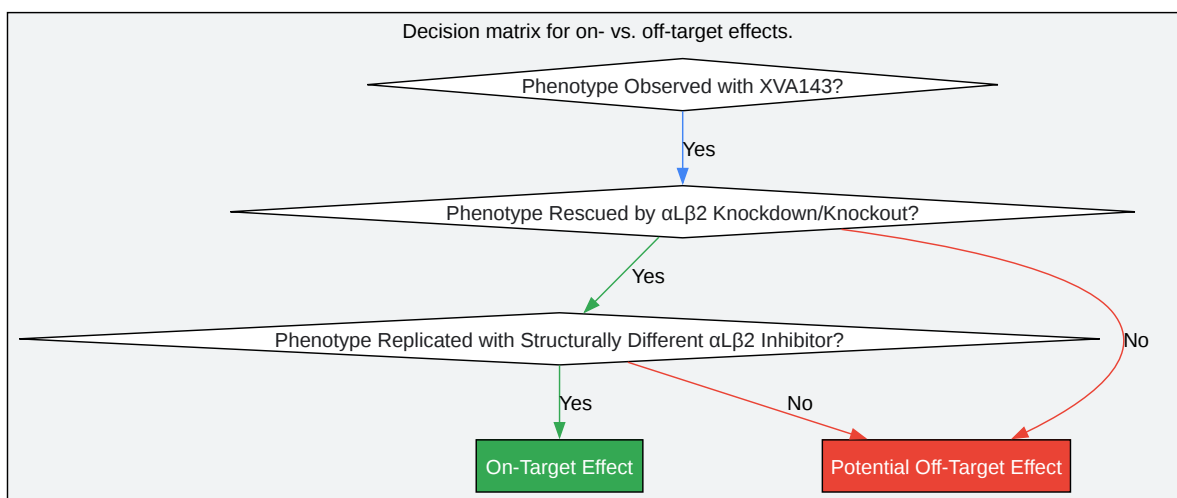 Decision matrix for on- vs. off-target effects.
Phenotype Observed with XVA143?
Yes
Phenotype Rescued by αLβ2 Knockdown/Knockout?
Yes
Phenotype Replicated with Structurally Different αLβ2 Inhibitor?
No
Yes
No
On-Target Effect
Potential Off-Target Effect